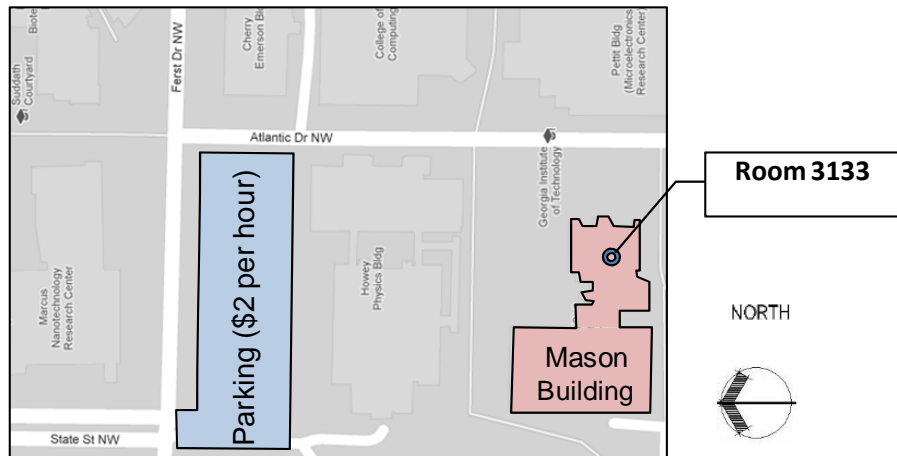 Suddath
Courtyard
Biote
Ferst Dr NW
Cherry
Emerson Bl
College of
Computing
Pettit Bldg
(Microelectronics
Research Center)
Atlantic Dr NW
Georgia Institute
of Technology
Room 3133
Parking ($2 per hour)
Howey
Physics Bldg
Marcus
Nanotechnology
Research Center
NORTH
Mason
Building
State St NW